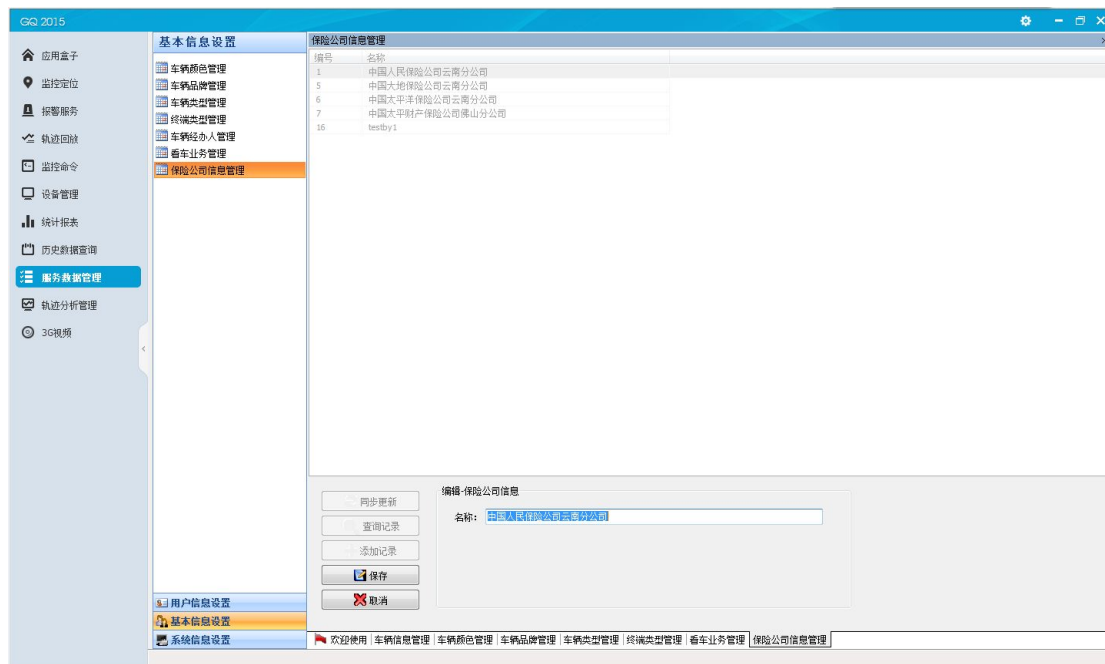 GQ 2015
应用盒子
监控定位
报警服务
轨迹回放
监控命令
设备管理
统计报表
历史数据查询
服务数据管理
轨迹分析管理
3G视频
基本信息设置
车辆颜色管理
车辆品牌管理
车辆类型管理
终端类型管理
车辆经办人管理
看车业务管理
保险公司信息管理
用户信息设置
基本信息设置
系统信息设置
保险公司信息管理
编号 名称
1 中国人民保险公司云南分公司
5 中国大地保险公司云南分公司
6 中国太平洋保险公司云南分公司
7 中国太平财产保险公司佛山分公司
16 testby1
同步更新
查询记录
添加记录
保存
取消
编辑-保险公司信息
名称: 中国人民保险公司云南分公司
欢迎使用 车辆信息管理 车辆颜色管理 车辆品牌管理 车辆类型管理 终端类型管理 看车业务管理 保险公司信息管理